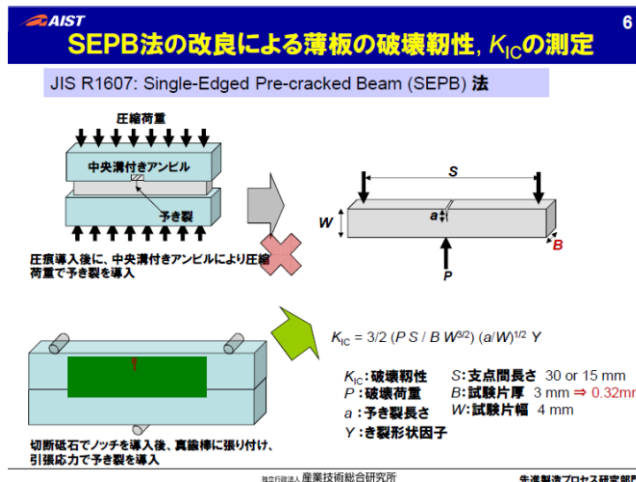 AIST
6
SEPB法の改良による薄板の破壊靭性, KICの測定
JIS R1607: Single-Edged Pre-cracked Beam (SEPB) 法
圧縮荷重
中央溝付きアンビル
予き裂
圧痕導入後に、中央溝付きアンビルにより圧縮
荷重で予き裂を導入
S
a
W
B
P
KIC = 3/2 (P S / B W3/2) (a/W)1/2 Y
KIC:破壊靭性
S:支点間長さ 30 or 15 mm
P:破壊荷重
B:試験片厚 3 mm ⇒ 0.32mm
a:予き裂長さ
W:試験片幅 4 mm
Y:き裂形状因子
切断砥石でノッチを導入後、真鍮棒に張り付け、
引張応力で予き裂を導入
独立行政法人 産業技術総合研究所
先進製造プロセス研究部門